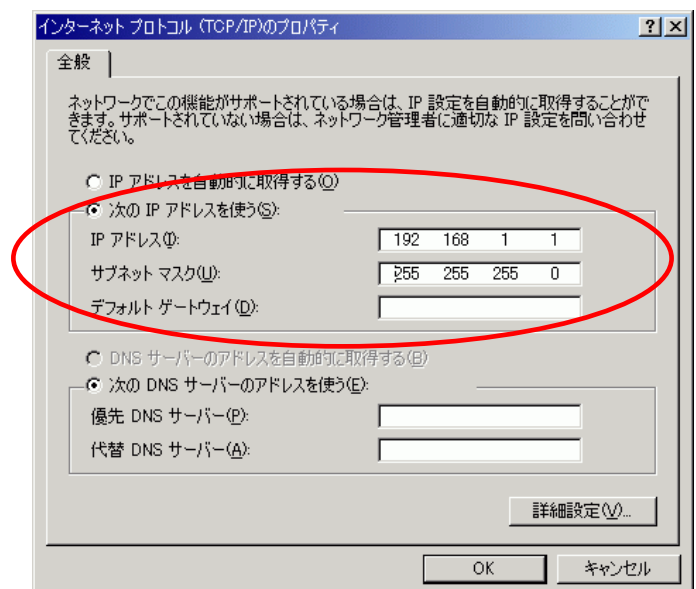 インターネット プロトコル (TCP/IP)のプロパティ
? ×
全般
ネットワークでこの機能がサポートされている場合は、IP 設定を自動的に取得することがで
きます。サポートされていない場合は、ネットワーク管理者に適切な IP 設定を問い合わせ
てください。
IP アドレスを自動的に取得する(O)
次の IP アドレスを使う(S):
IP アドレス(I): 192 168 1 1
サブネット マスク(U): 255 255 255 0
デフォルト ゲートウェイ(D):
DNS サーバーのアドレスを自動的に取得する(B)
次の DNS サーバーのアドレスを使う(E):
優先 DNS サーバー(P):
代替 DNS サーバー(A):
詳細設定(V)...
OK キャンセル